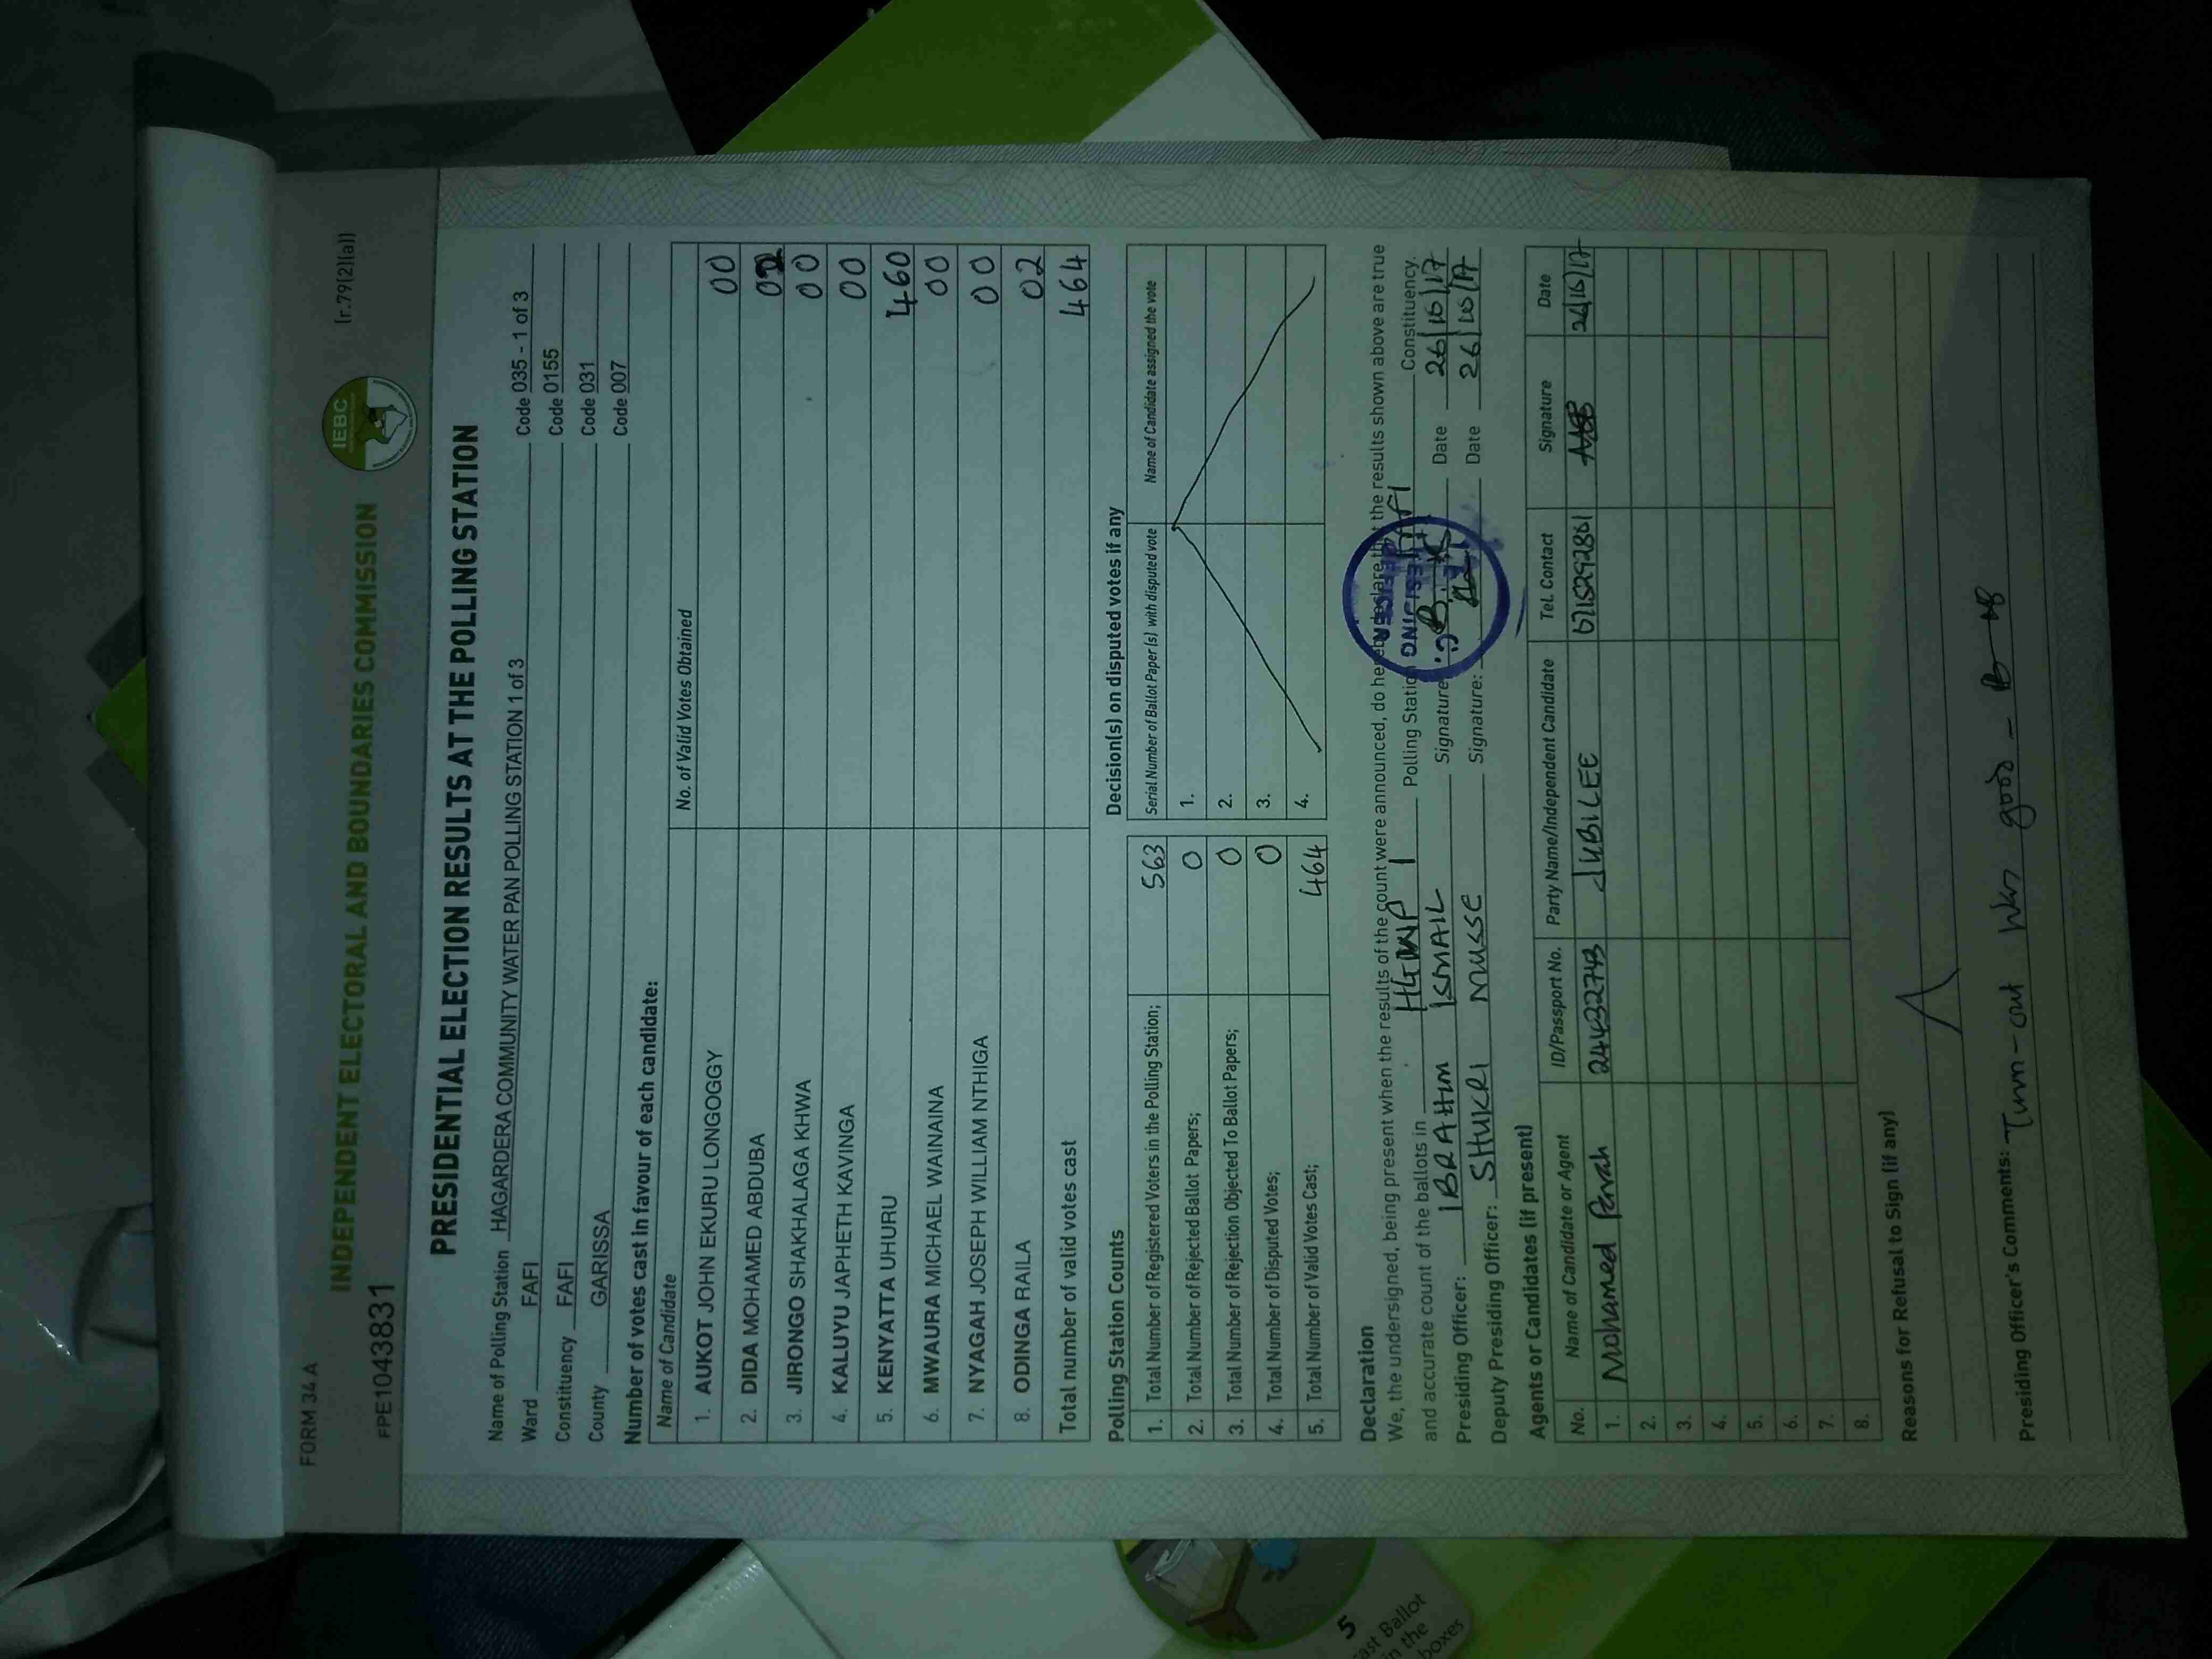 FORM 34 A
(r.79(2)(a))
INDEPENDENT ELECTORAL AND BOUNDARIES COMMISSION
IEBC
FPE1043831
PRESIDENTIAL ELECTION RESULTS AT THE POLLING STATION
Name of Polling Station HAGARDERA COMMUNITY WATER PAN POLLING STATION 1 of 3 Code 035 - 1 of 3
Ward FAFI Code 0155
Constituency FAFI Code 031
County GARISSA Code 007
Number of votes cast in favour of each candidate:
Name of Candidate No. of Valid Votes Obtained
1. AUKOT JOHN EKURU LONGOGGY 00
2. DIDA MOHAMED ABDUBA 02
3. JIRONGO SHAKHALAGA KHWA 00
4. KALUYU JAPHETH KAVINGA 00
5. KENYATTA UHURU 460
6. MWAURA MICHAEL WAINAINA 00
7. NYAGAH JOSEPH WILLIAM NTHIGA 00
8. ODINGA RAILA 02
Total number of valid votes cast 464
Polling Station Counts
1. Total Number of Registered Voters in the Polling Station; 563
2. Total Number of Rejected Ballot Papers; 0
3. Total Number of Rejection Objected To Ballot Papers; 0
4. Total Number of Disputed Votes; 0
5. Total Number of Valid Votes Cast; 464
Decision(s) on disputed votes if any
Serial Number of Ballot Paper (s) with disputed vote Name of Candidate assigned the vote
1.
2.
3.
4.
Declaration
We, the undersigned, being present when the results of the count were announced, do hereby declare that the results shown above are true
and accurate count of the ballots in HGWP 1 Polling Station FAFI Constituency.
Presiding Officer: IBRAHIM ISMAIL Signature: Date 26/10/17
Deputy Presiding Officer: SHUKRI MUSSE Signature: Date 26/10/17
PRESIDING OFFICER
Agents or Candidates (if present)
No. Name of Candidate or Agent ID/Passport No. Party Name/Independent Candidate Tel. Contact Signature Date
1. Mohamed Farah 24432743 JUBILEE 0715292861 26/10/17
2.
3.
4.
5.
6.
7.
8.
Reasons for Refusal to Sign (if any)
Presiding Officer's Comments: Turn-out was good
5
Cast Ballot
in the
boxes